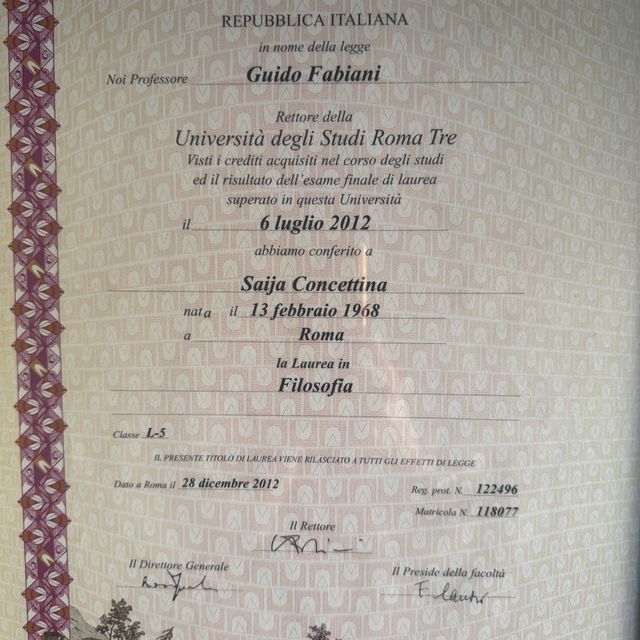 REPUBBLICA ITALIANA
in nome della legge
Noi Professore Guido Fabiani
Rettore della
Università degli Studi Roma Tre
Visti i crediti acquisiti nel corso degli studi
ed il risultato dell'esame finale di laurea
superato in questa Università
il 6 luglio 2012
abbiamo conferito a
Saija Concettina
nata il 13 febbraio 1968
a Roma
la Laurea in
Filosofia
Classe L-5
IL PRESENTE TITOLO DI LAUREA VIENE RILASCIATO A TUTTI GLI EFFETTI DI LEGGE
Dato a Roma il 28 dicembre 2012
Reg. prot. N. 122496
Matricola N. 118077
Il Rettore
Il Direttore Generale
Il Preside della facoltà